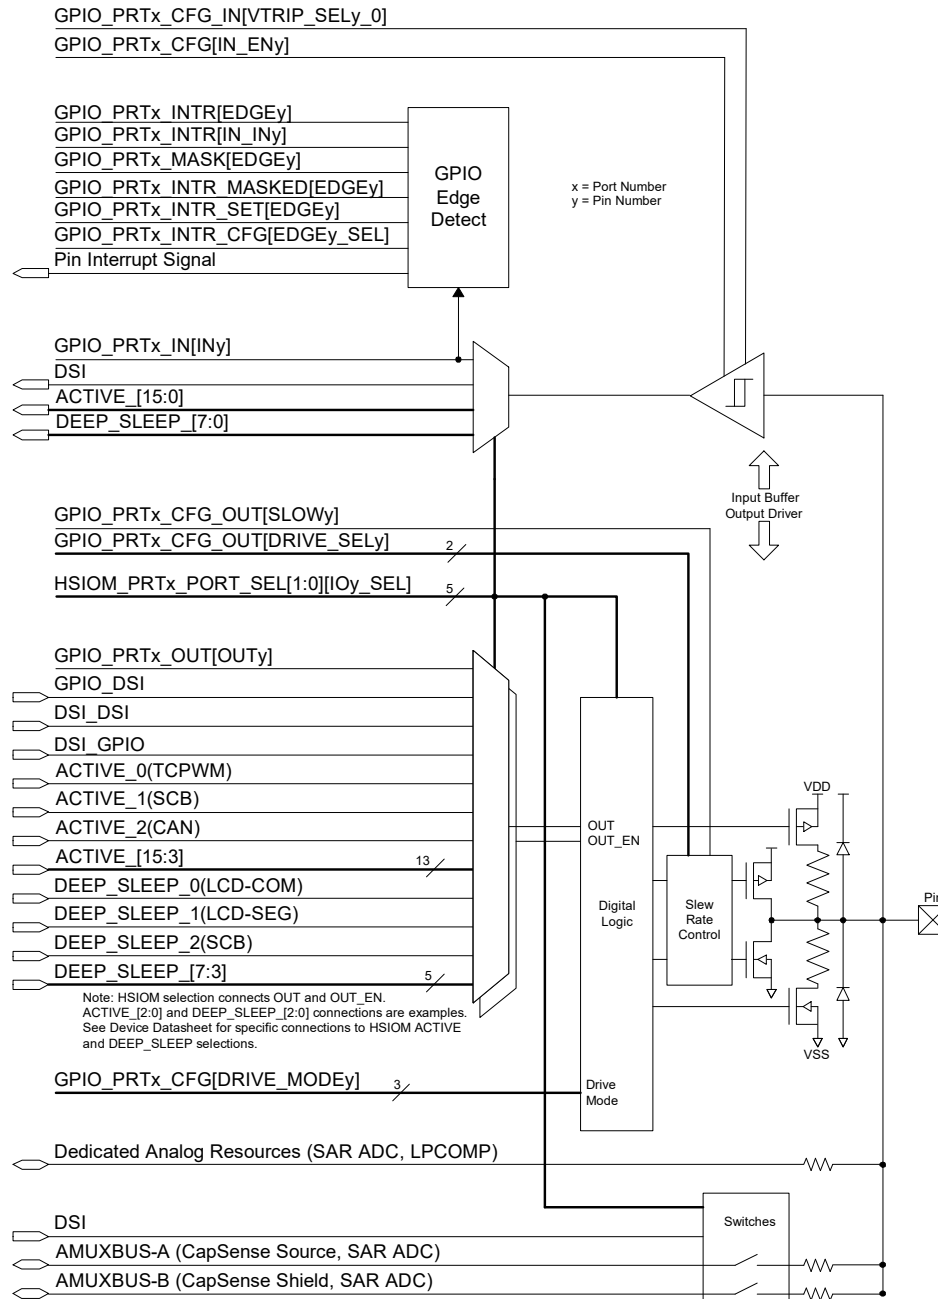 GPIO_PRTx_CFG_IN[VTRIP_SELy_0]
GPIO_PRTx_CFG[IN_ENy]
GPIO_PRTx_INTR[EDGEy]
GPIO_PRTx_INTR[IN_INy]
GPIO_PRTx_MASK[EDGEy]
GPIO_PRTx_INTR_MASKED[EDGEy]
GPIO_PRTx_INTR_SET[EDGEy]
GPIO_PRTx_INTR_CFG[EDGEy_SEL]
Pin Interrupt Signal
GPIO
Edge
Detect
x = Port Number
y = Pin Number
GPIO_PRTx_IN[INy]
DSI
ACTIVE_[15:0]
DEEP_SLEEP_[7:0]
Input Buffer
Output Driver
GPIO_PRTx_CFG_OUT[SLOWy]
GPIO_PRTx_CFG_OUT[DRIVE_SELy]
2
HSIOM_PRTx_PORT_SEL[1:0][IOy_SEL]
5
GPIO_PRTx_OUT[OUTy]
GPIO_DSI
DSI_DSI
DSI_GPIO
ACTIVE_0(TCPWM)
ACTIVE_1(SCB)
ACTIVE_2(CAN)
ACTIVE_[15:3]
13
DEEP_SLEEP_0(LCD-COM)
DEEP_SLEEP_1(LCD-SEG)
DEEP_SLEEP_2(SCB)
DEEP_SLEEP_[7:3]
5
Note: HSIOM selection connects OUT and OUT_EN.
ACTIVE_[2:0] and DEEP_SLEEP_[2:0] connections are examples.
See Device Datasheet for specific connections to HSIOM ACTIVE
and DEEP_SLEEP selections.
OUT
OUT_EN
Digital
Logic
Slew
Rate
Control
VDD
VSS
Pin
GPIO_PRTx_CFG[DRIVE_MODEy]
3
Drive
Mode
Dedicated Analog Resources (SAR ADC, LPCOMP)
Switches
DSI
AMUXBUS-A (CapSense Source, SAR ADC)
AMUXBUS-B (CapSense Shield, SAR ADC)